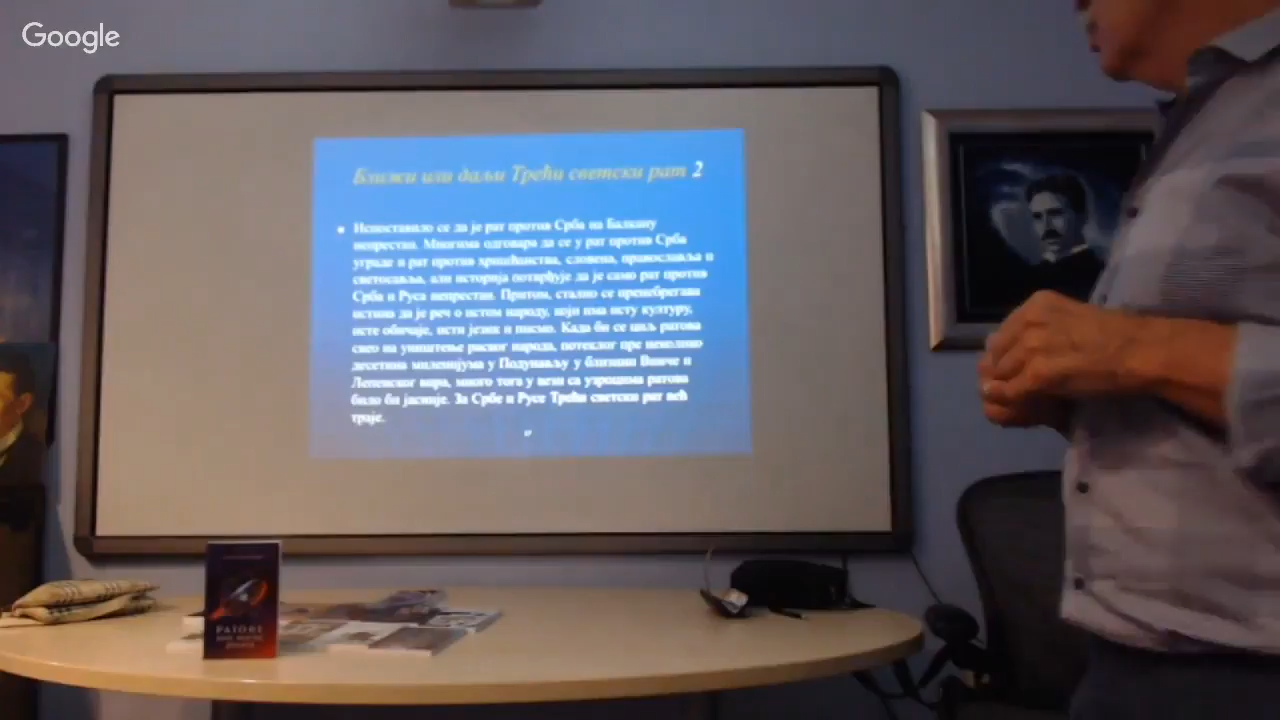 Google
Ближи или даљи Трећи светски рат 2
Испоставило се да је рат против Срба на Балкану
непрестан. Многима одговара да се у рат против Срба
уграде и рат против хришћанства, словена, православља и
светосавља, али историја потврђује да је само рат против
Срба и Руса непрестан. Притом, стално се пренебрегава
истина да је реч о истом народу, који има исту културу,
исте обичаје, исти језик и писмо. Када би се циљ ратова
свео на уништење расног народа, потеклог пре неколико
десетина миленијума у Подунављу у близини Винче и
Лепенског вира, много тога у вези са узроцима ратова
било би јасније. За Србе и Русе Трећи светски рат већ
траје.
РАТОВИ